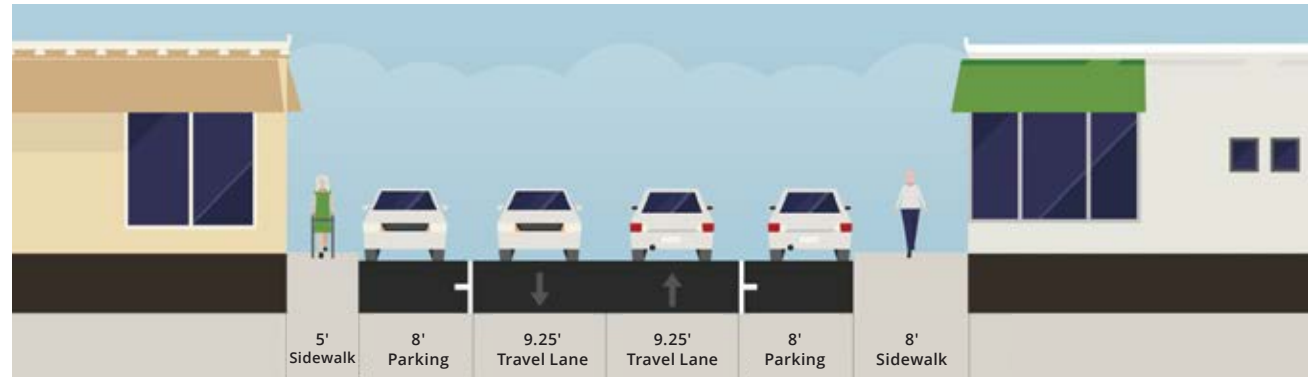 5'
Sidewalk
8'
Parking
9.25'
Travel Lane
9.25'
Travel Lane
8'
Parking
8'
Sidewalk